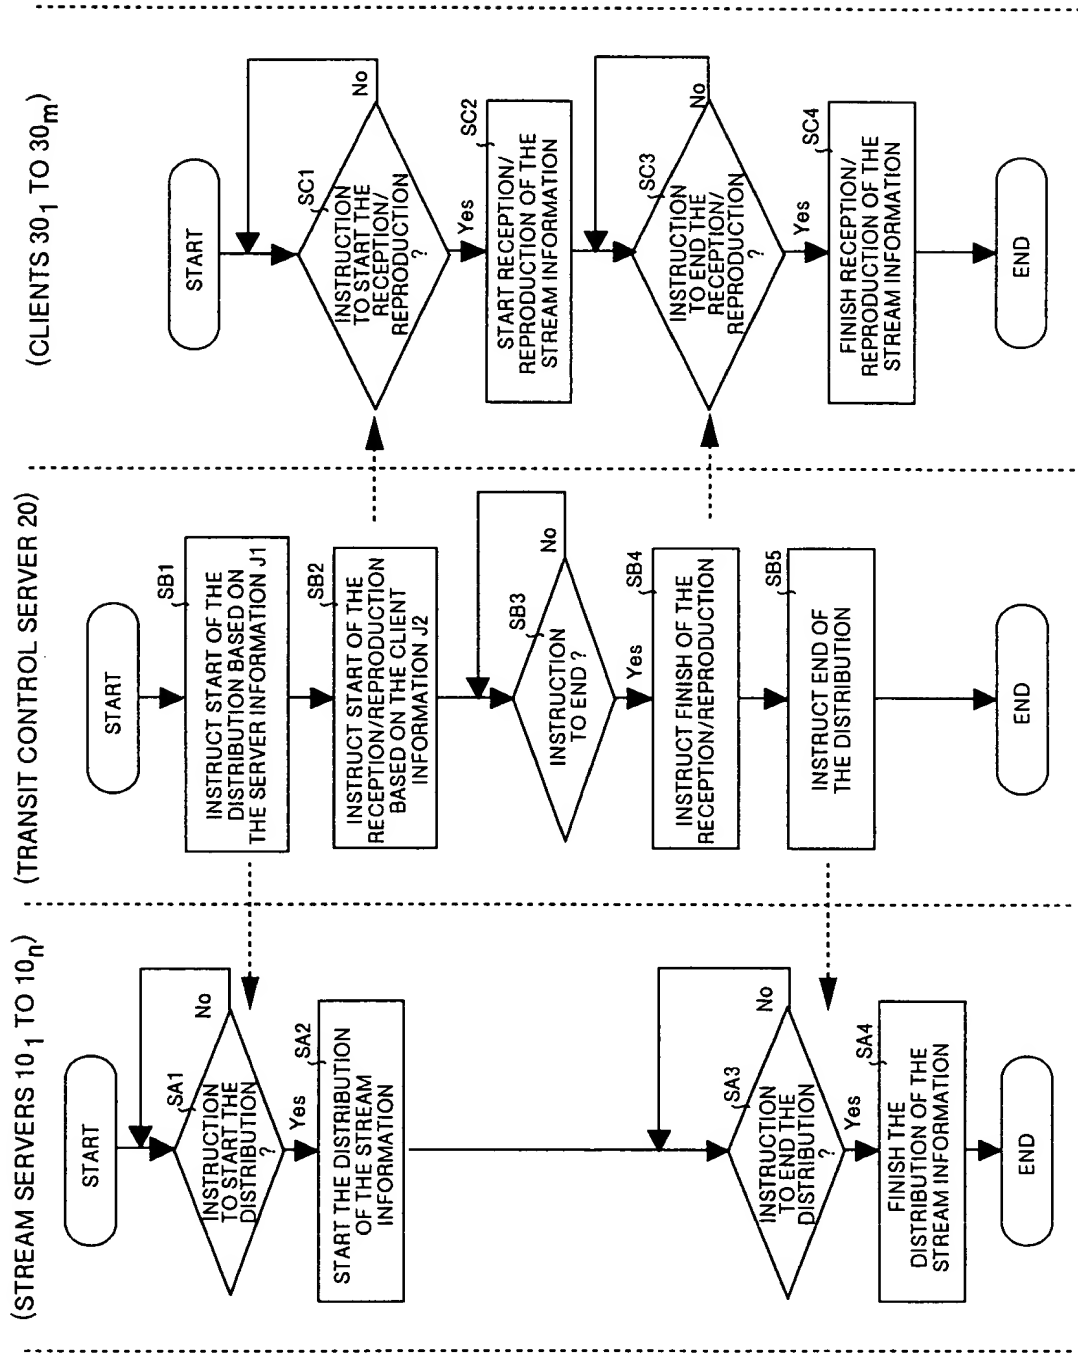 (STREAM SERVERS 10₁ TO 10ₙ)
START
SA1
INSTRUCTION
TO START THE
DISTRIBUTION
?
No
Yes
SA2
START THE DISTRIBUTION
OF THE STREAM
INFORMATION
SA3
INSTRUCTION
TO END THE
DISTRIBUTION
?
No
Yes
SA4
FINISH THE
DISTRIBUTION OF THE
STREAM INFORMATION
END
(TRANSIT CONTROL SERVER 20)
START
SB1
INSTRUCT START OF THE
DISTRIBUTION BASED ON
THE SERVER INFORMATION J1
SB2
INSTRUCT START OF THE
RECEPTION/REPRODUCTION
BASED ON THE CLIENT
INFORMATION J2
SB3
INSTRUCTION
TO END ?
No
Yes
SB4
INSTRUCT FINISH OF THE
RECEPTION/REPRODUCTION
SB5
INSTRUCT END OF
THE DISTRIBUTION
END
(CLIENTS 30₁ TO 30ₘ)
START
SC1
INSTRUCTION
TO START THE
RECEPTION/
REPRODUCTION
?
No
Yes
SC2
START RECEPTION/
REPRODUCTION OF THE
STREAM INFORMATION
SC3
INSTRUCTION
TO END THE
RECEPTION/
REPRODUCTION
?
No
Yes
SC4
FINISH RECEPTION/
REPRODUCTION OF THE
STREAM INFORMATION
END